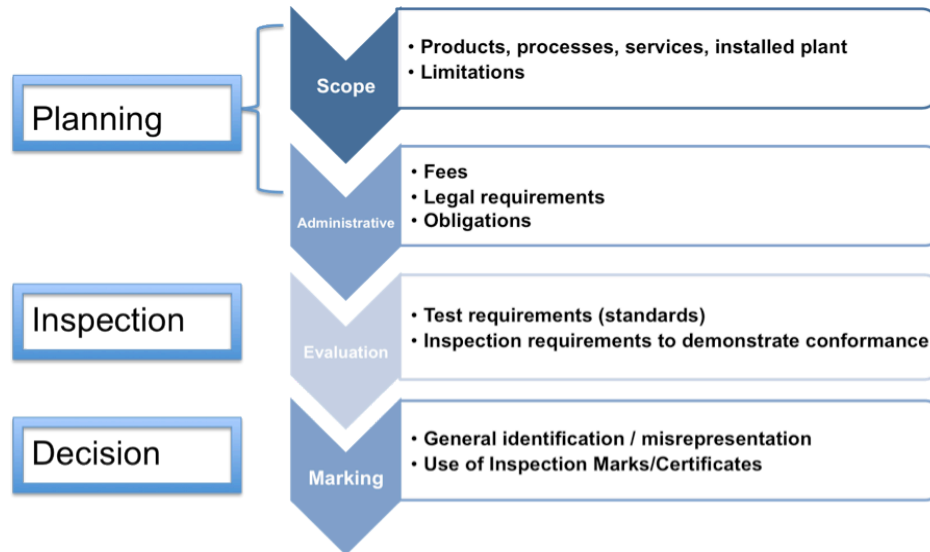 Planning
Scope
• Products, processes, services, installed plant
• Limitations
Administrative
• Fees
• Legal requirements
• Obligations
Inspection
Evaluation
• Test requirements (standards)
• Inspection requirements to demonstrate conformance
Decision
Marking
• General identification / misrepresentation
• Use of Inspection Marks/Certificates